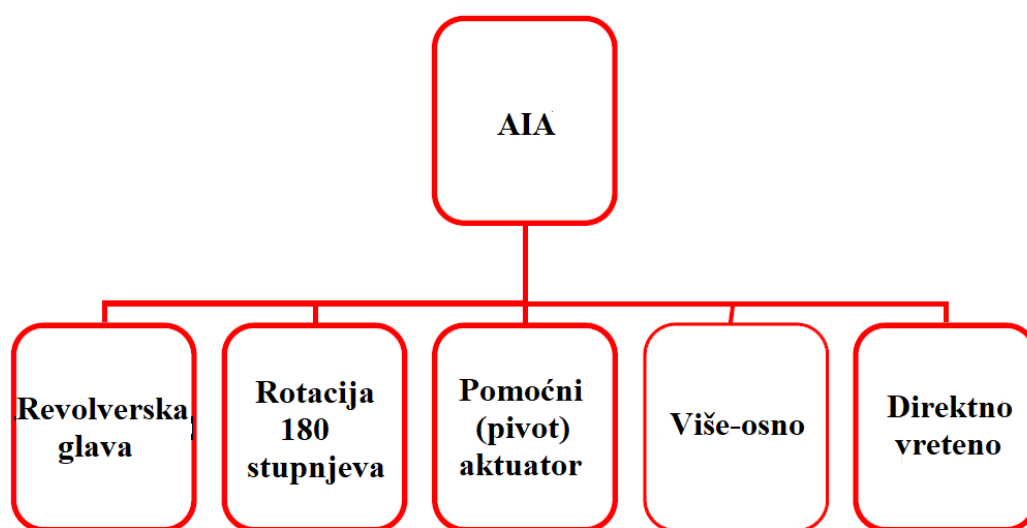 AIA
Revolverska
glava
Rotacija
180
stupnjeva
Pomoćni
(pivot)
aktuator
Više-osno
Direktno
vreteno